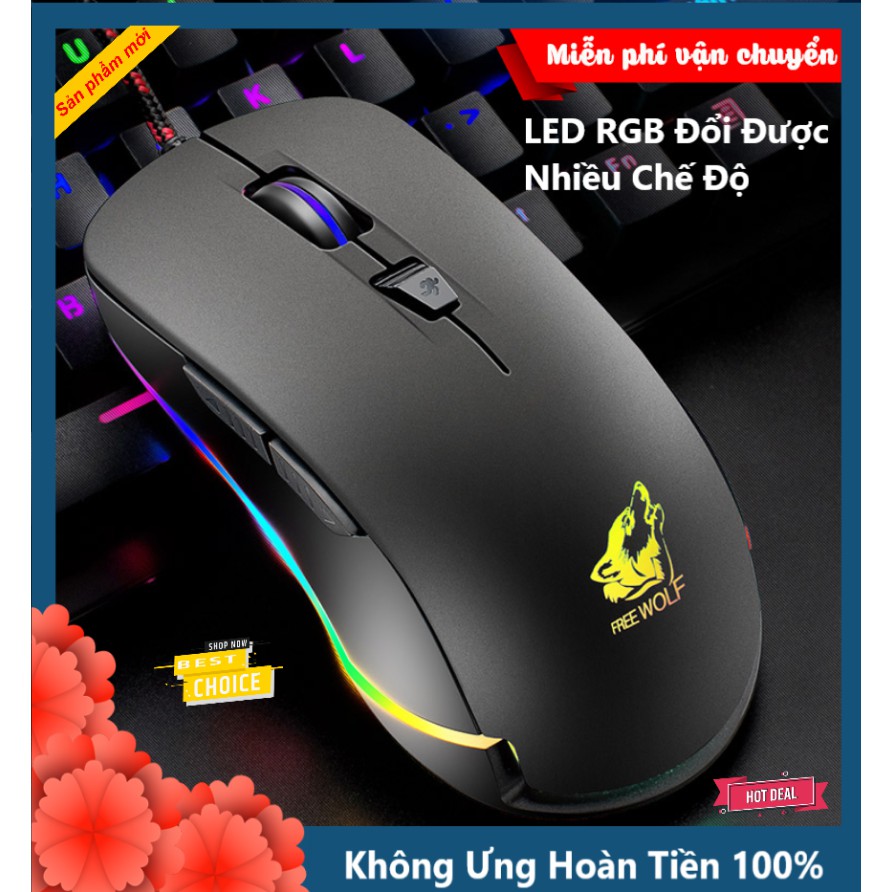 Sản phẩm mới
Miễn phí vận chuyển
LED RGB Đổi Được
Nhiều Chế Độ
U
K
L
H
Fn
B
FREE WOLF
SHOP NOW
BEST
CHOICE
HOT DEAL
Không Ưng Hoàn Tiền 100%